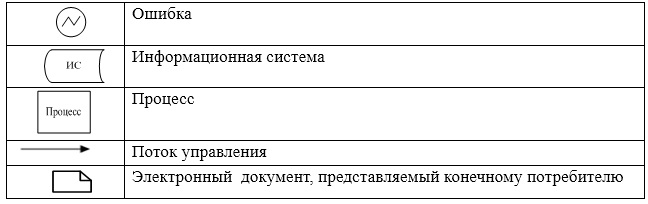 Ошибка
ИС
Информационная система
Процесс
Процесс
Поток управления
Электронный документ, представляемый конечному потребителю